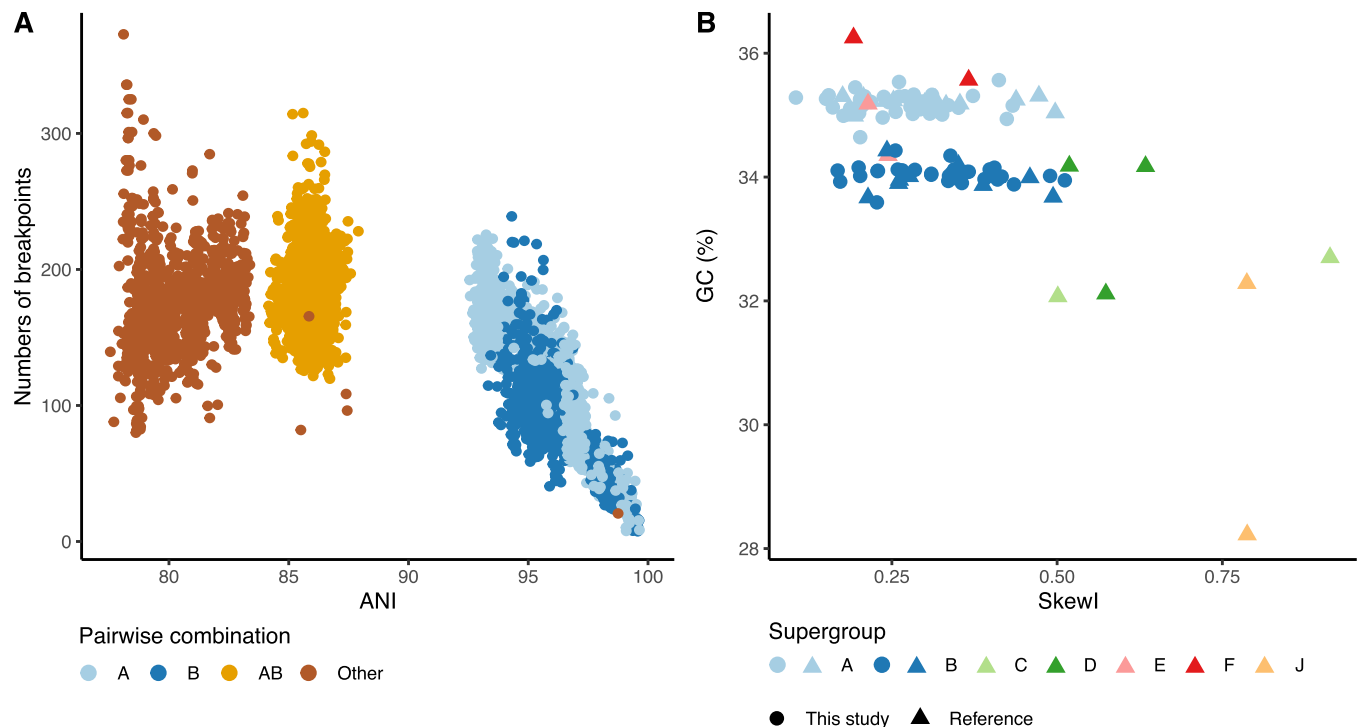 A
Numbers of breakpoints
300
200
100
0
80 85 90 95 100
ANI
Pairwise combination
A B AB Other
B
GC (%)
36
34
32
30
28
0.25 0.50 0.75
SkewI
Supergroup
A B C D E F J
This study Reference